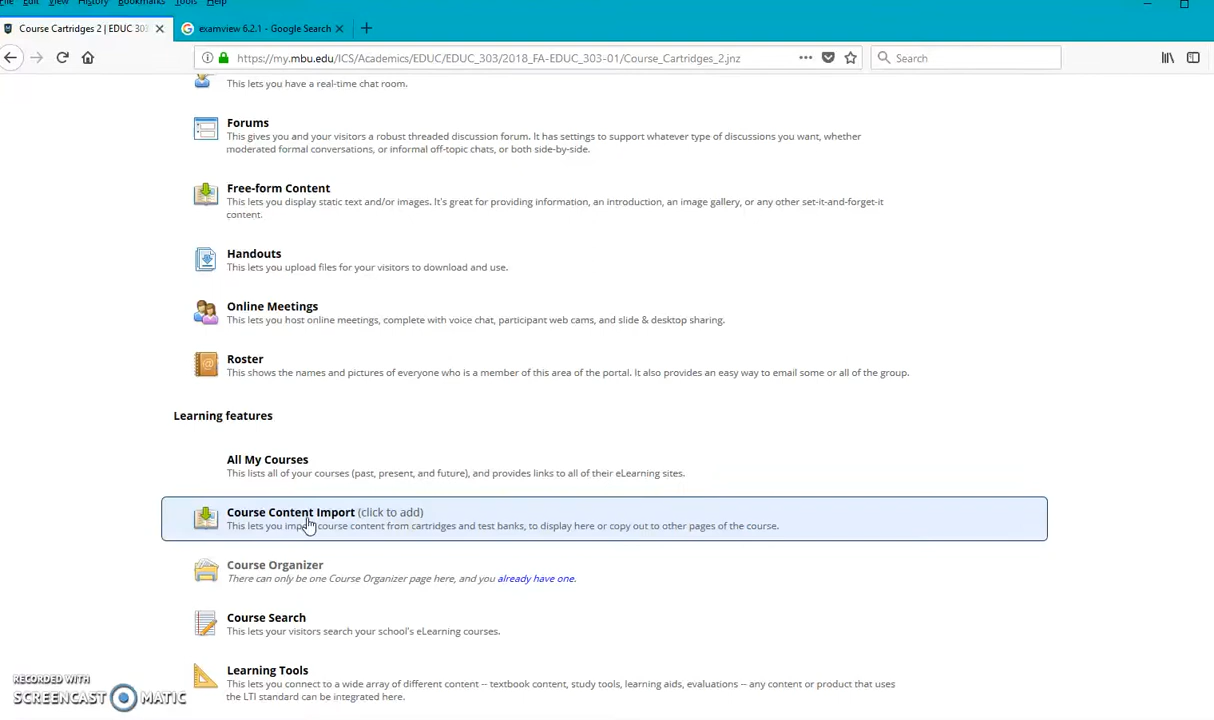 File Edit View History Bookmarks Tools Help
Course Cartridges 2 | EDUC 303
examview 6.2.1 - Google Search
https://my.mbu.edu/ICS/Academics/EDUC/EDUC_303/2018_FA-EDUC_303-01/Course_Cartridges_2.jnz
Search
This lets you have a real-time chat room.
Forums
This gives you and your visitors a robust threaded discussion forum. It has settings to support whatever type of discussions you want, whether
moderated formal conversations, or informal off-topic chats, or both side-by-side.
Free-form Content
This lets you display static text and/or images. It's great for providing information, an introduction, an image gallery, or any other set-it-and-forget-it
content.
Handouts
This lets you upload files for your visitors to download and use.
Online Meetings
This lets you host online meetings, complete with voice chat, participant web cams, and slide & desktop sharing.
Roster
This shows the names and pictures of everyone who is a member of this area of the portal. It also provides an easy way to email some or all of the group.
Learning features
All My Courses
This lists all of your courses (past, present, and future), and provides links to all of their eLearning sites.
Course Content Import (click to add)
This lets you import course content from cartridges and test banks, to display here or copy out to other pages of the course.
Course Organizer
There can only be one Course Organizer page here, and you already have one.
Course Search
This lets your visitors search your school's eLearning courses.
Learning Tools
This lets you connect to a wide array of different content -- textbook content, study tools, learning aids, evaluations -- any content or product that uses
the LTI standard can be integrated here.
RECORDED WITH
SCREENCAST MATIC